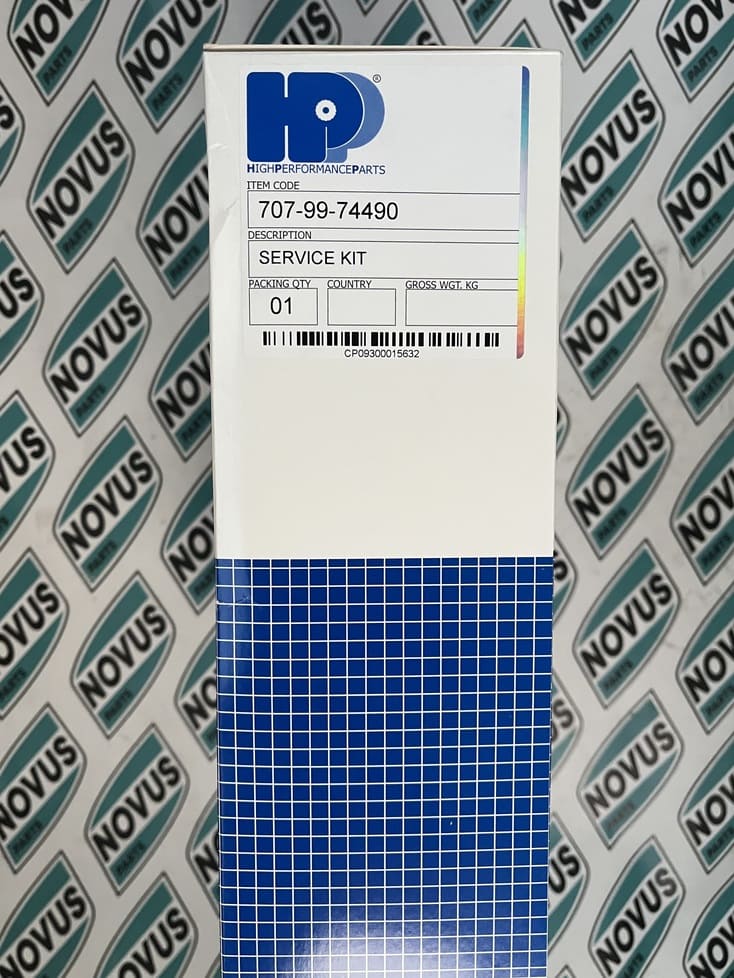 HP®
HIGHPERFORMANCEPARTS
ITEM CODE
707-99-74490
DESCRIPTION
SERVICE KIT
PACKING QTY COUNTRY GROSS WGT. KG
01
CP09300015632
NOVUS
PARTS